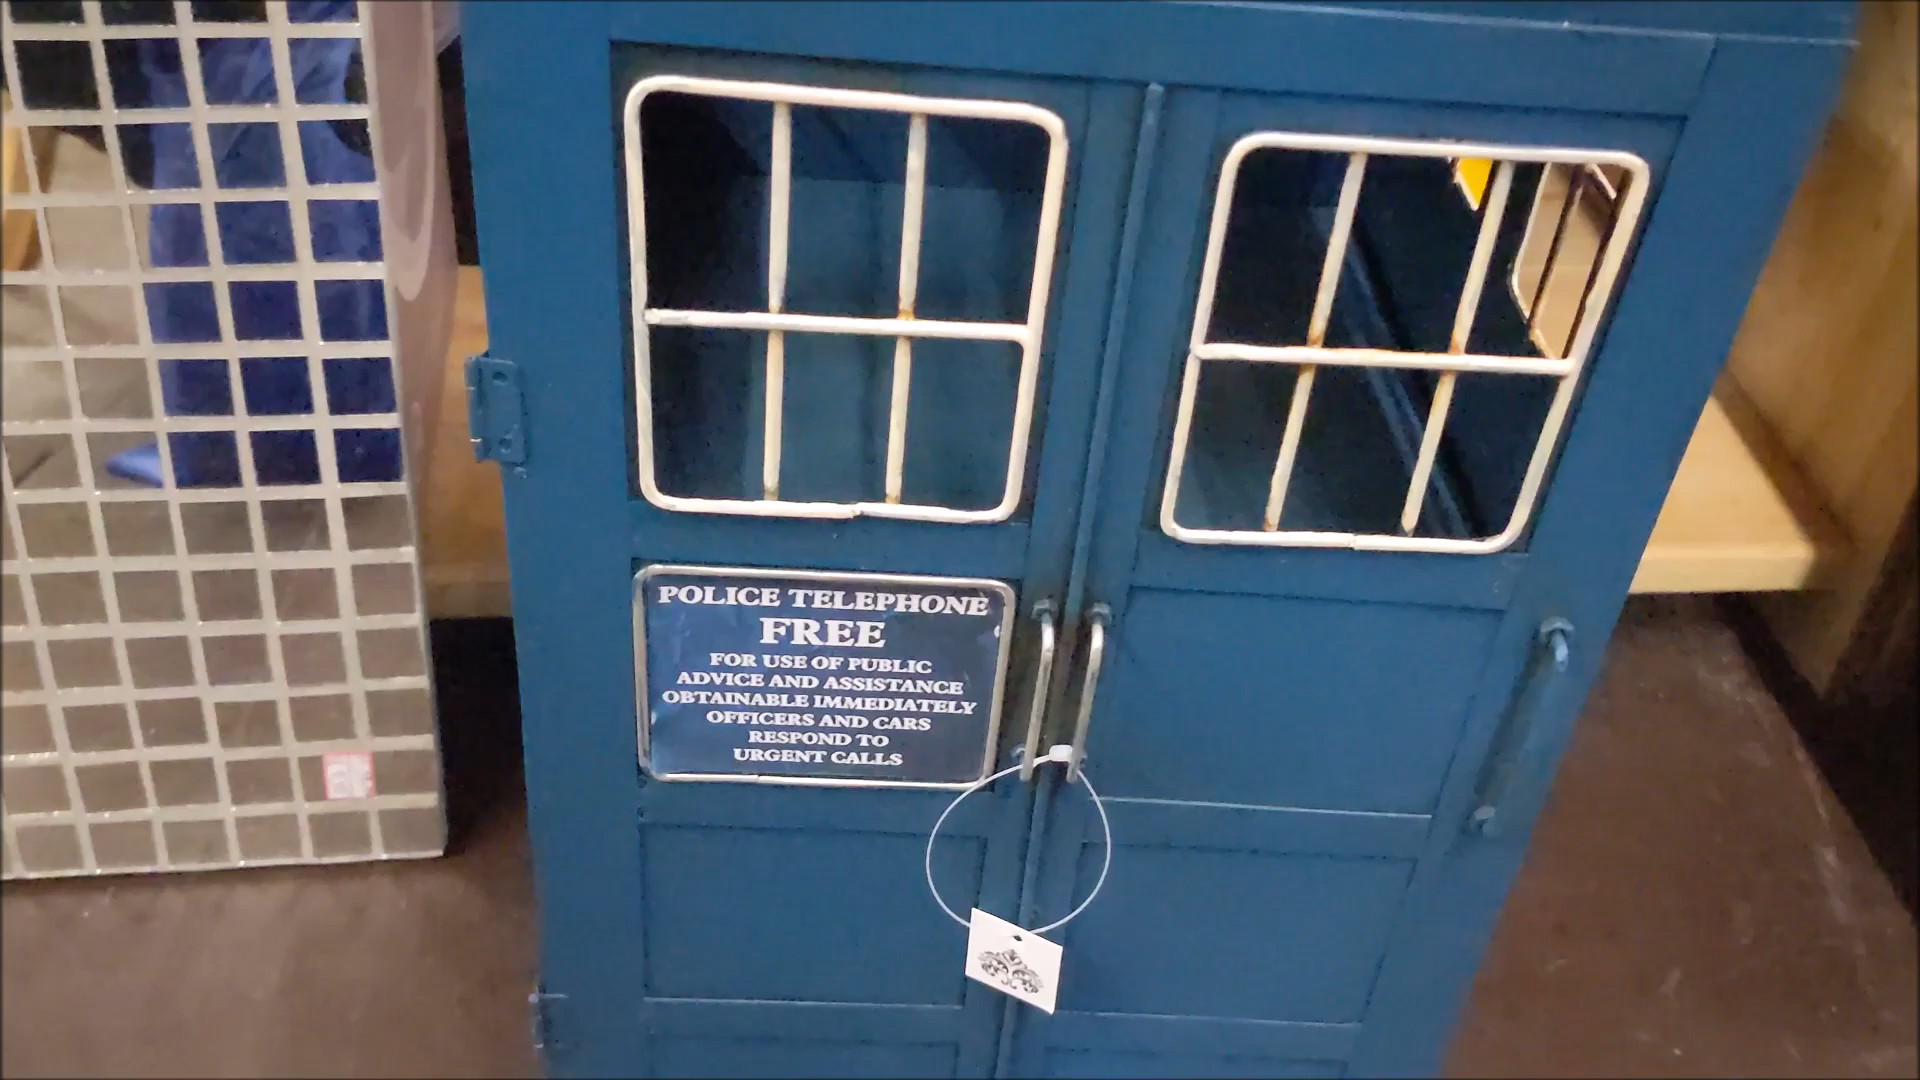 POLICE TELEPHONE
FREE
FOR USE OF PUBLIC
ADVICE AND ASSISTANCE
OBTAINABLE IMMEDIATELY
OFFICERS AND CARS
RESPOND TO
URGENT CALLS